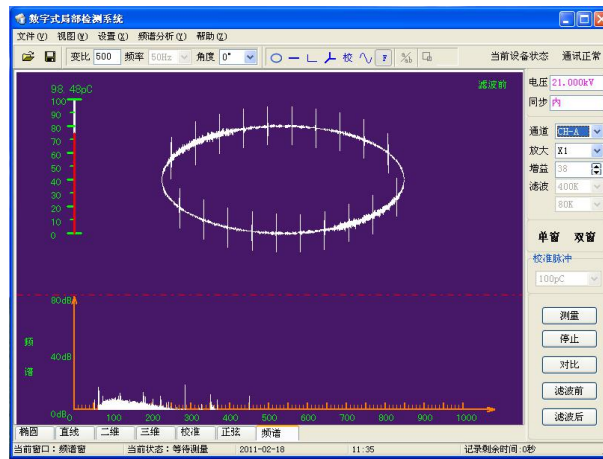 数字式局部检测系统
文件(V) 视图(W) 设置(Z) 频谱分析(V) 帮助(Z)
变比 500 频率 50Hz 角度 0° 校 F % 当前设备状态 通讯正常
98.48pC 滤波前 电压 21.000kV
100 同步 内
90
80 通道 CH-A
70 放大 X1
60 增益 38
50 滤波 400K
40 80K
30
20
10 单窗 双窗
0 校准脉冲
100pC
80dB 测量
频 停止
谱 40dB 对比
滤波前
0dB 0 100 200 300 400 500 600 700 800 900 1000 滤波后
椭圆 直线 二维 三维 校准 正弦 频谱
当前窗口：频谱窗 当前状态：等待测量 2011-02-18 11:35 记录剩余时间:0秒